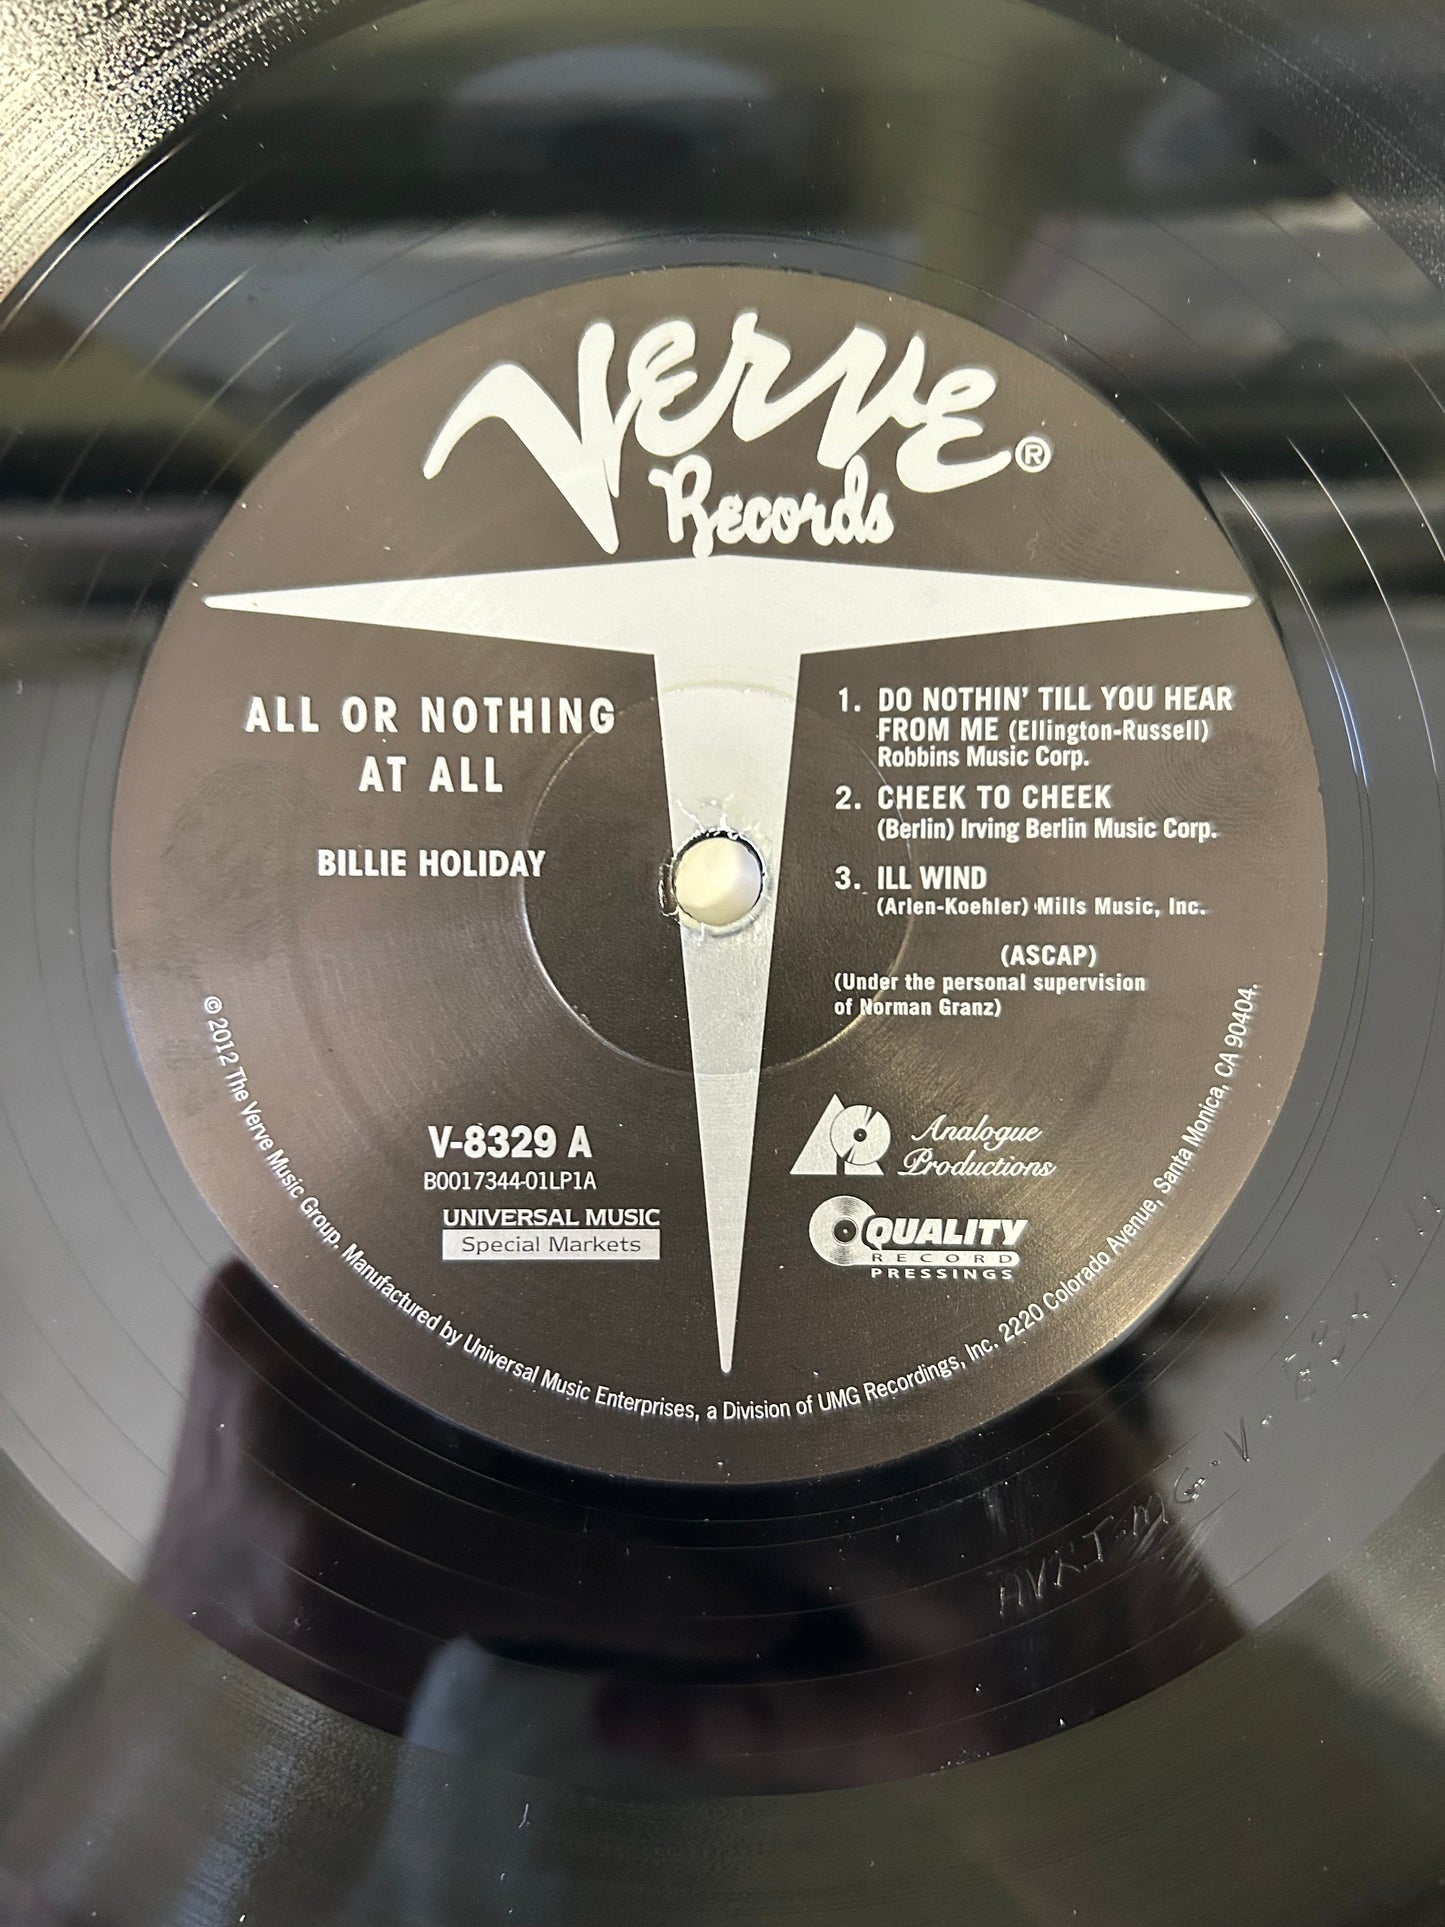 Verve®
Records
ALL OR NOTHING
AT ALL
BILLIE HOLIDAY
1. DO NOTHIN' TILL YOU HEAR
FROM ME (Ellington-Russell)
Robbins Music Corp.
2. CHEEK TO CHEEK
(Berlin) Irving Berlin Music Corp.
3. ILL WIND
(Arlen-Koehler) Mills Music, Inc.
(ASCAP)
(Under the personal supervision
of Norman Granz)
V-8329 A
B0017344-01LP1A
UNIVERSAL MUSIC
Special Markets
Analogue
Productions
QUALITY
RECORD
PRESSINGS
© 2012 The Verve Music Group. Manufactured by Universal Music Enterprises, a Division of UMG Recordings, Inc. 2220 Colorado Avenue, Santa Monica, CA 90404.